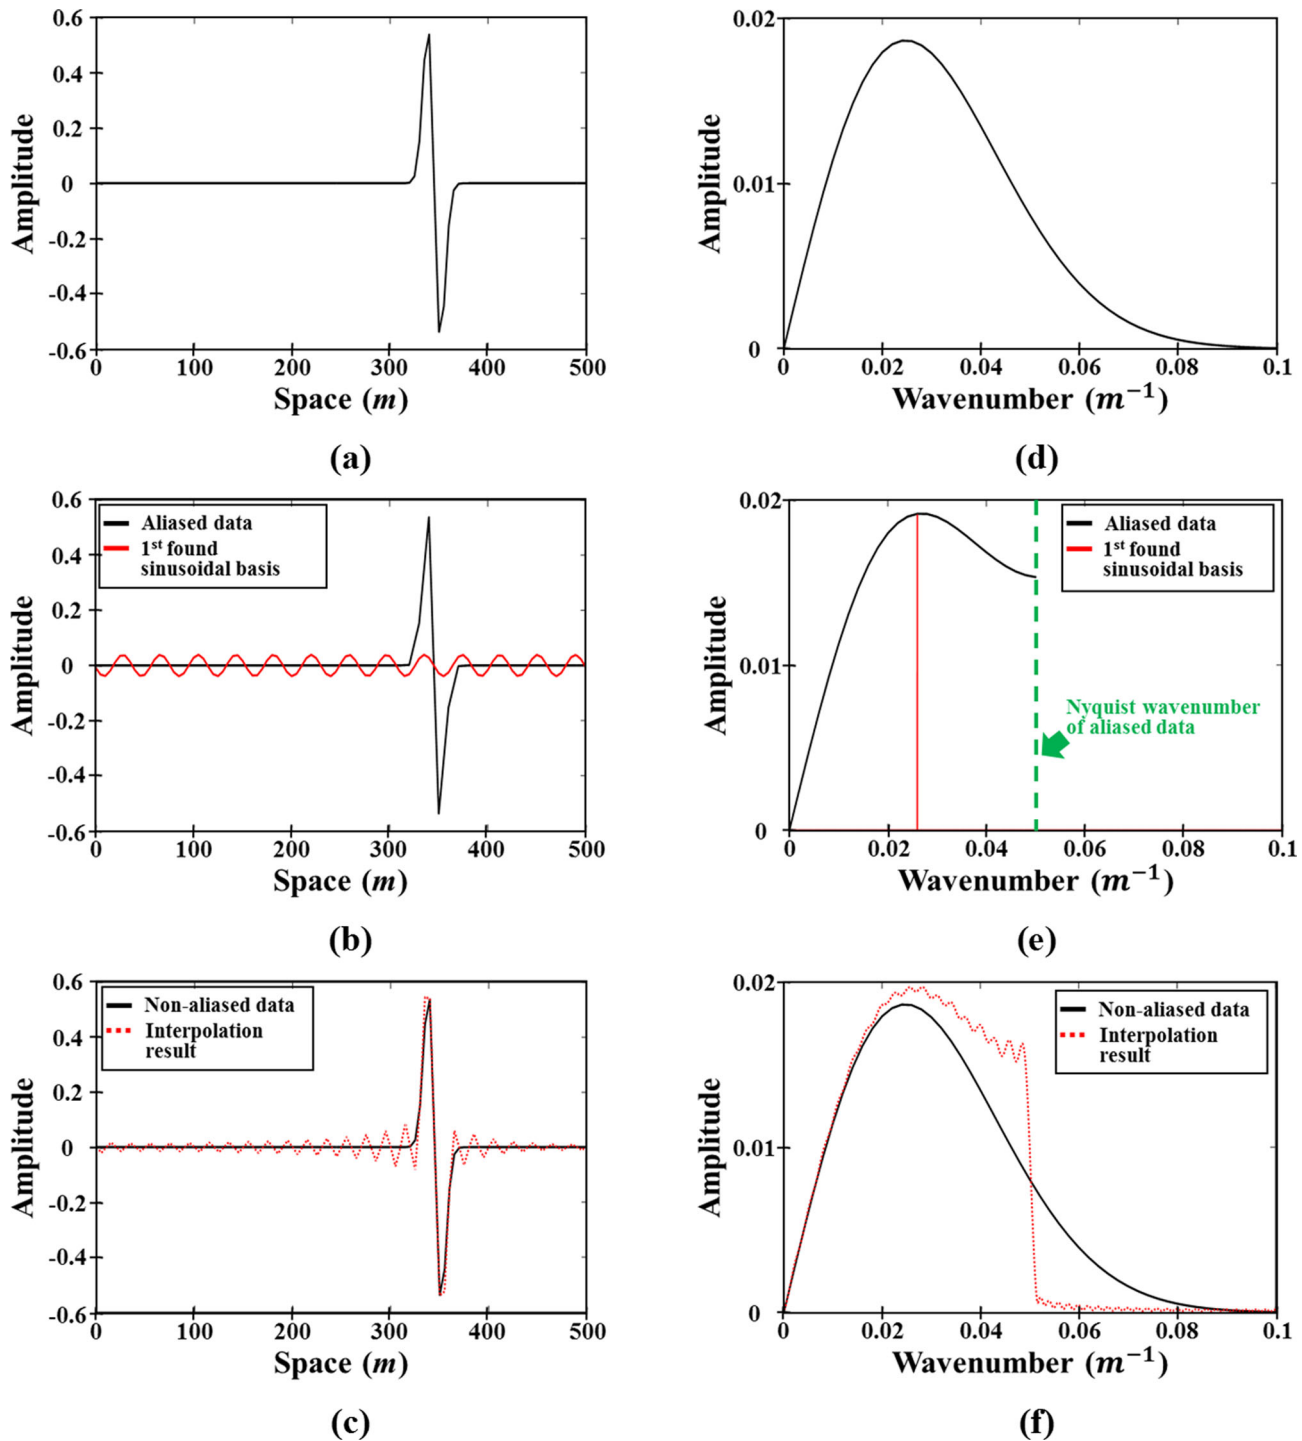 0.6
0.4
0.2
0
-0.2
-0.4
-0.6
Amplitude
0 100 200 300 400 500
Space (m)
(a)
0.02
0.01
0
Amplitude
0 0.02 0.04 0.06 0.08 0.1
Wavenumber (m⁻¹)
(d)
0.6
0.4
0.2
0
-0.2
-0.4
-0.6
Amplitude
Aliased data
1st found
sinusoidal basis
0 100 200 300 400 500
Space (m)
(b)
0.02
0.01
0
Amplitude
Aliased data
1st found
sinusoidal basis
Nyquist wavenumber
of aliased data
0 0.02 0.04 0.06 0.08 0.1
Wavenumber (m⁻¹)
(e)
0.6
0.4
0.2
0
-0.2
-0.4
-0.6
Amplitude
Non-aliased data
Interpolation
result
0 100 200 300 400 500
Space (m)
(c)
0.02
0.01
0
Amplitude
Non-aliased data
Interpolation
result
0 0.02 0.04 0.06 0.08 0.1
Wavenumber (m⁻¹)
(f)